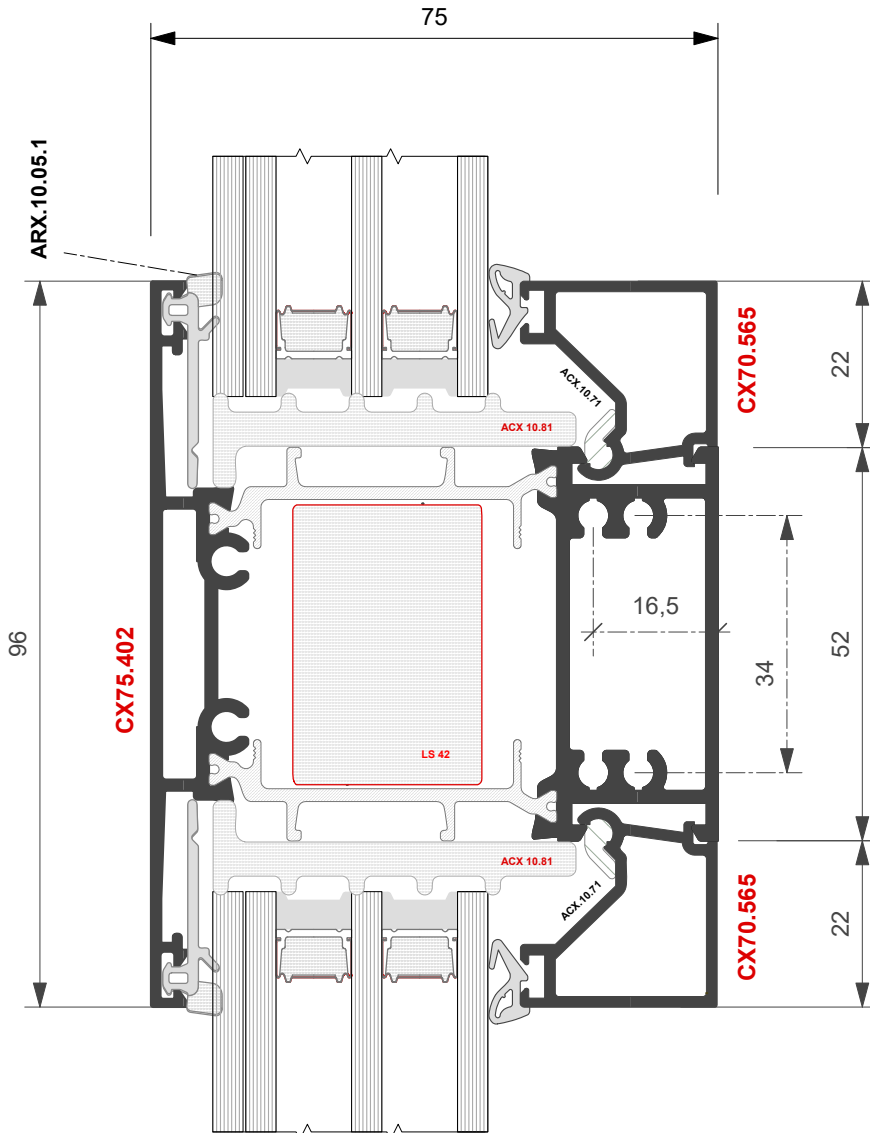 75
ARX.10.05.1
CX70.565
22
ACX.10.71
ACX 10.81
16,5
96
CX75.402
34
52
LS 42
ACX 10.81
ACX.10.71
CX70.565
22